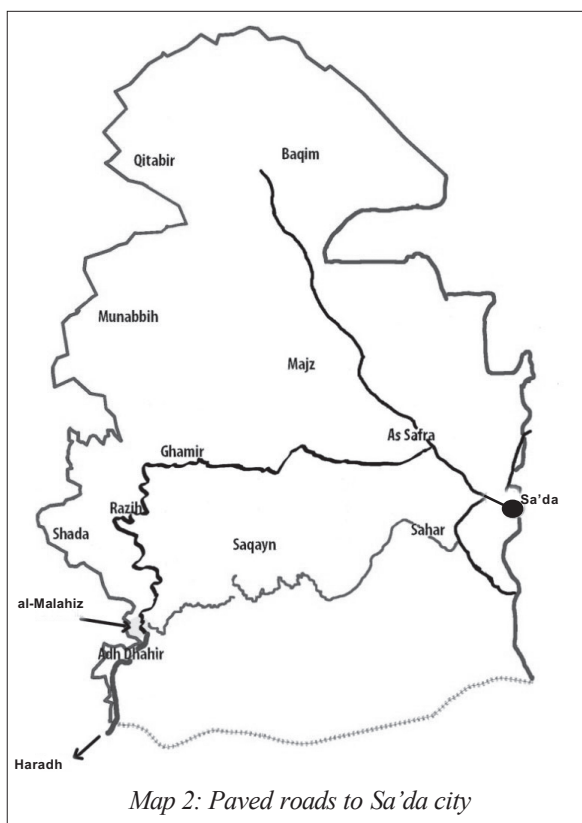 Qitabir
Baqim
Munabbih
Majz
As Safra
Ghamir
Sa’da
Razih
Shada
Sahar
Saqayn
al-Malahiz
Adh Dhahir
Haradh
Map 2: Paved roads to Sa’da city